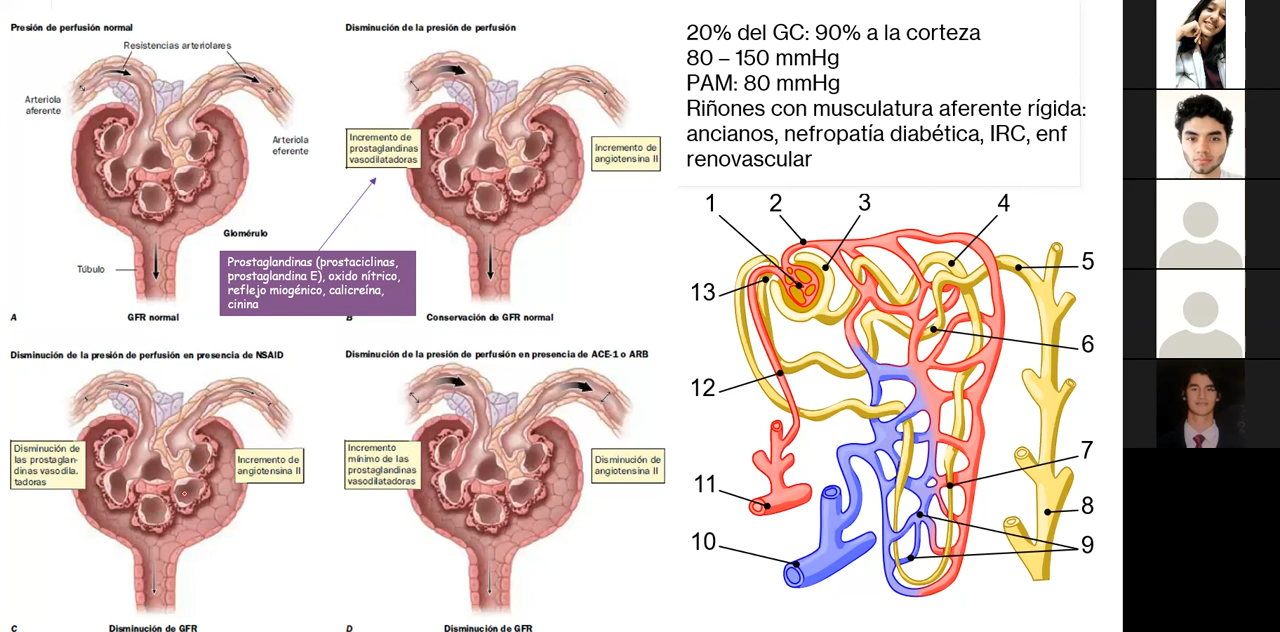 Presión de perfusión normal
Resistencias arteriolares
Arteriola
aferente
Arteriola
eferente
Glomérulo
Túbulo
A
GFR normal
Disminución de la presión de perfusión
Incremento de
prostaglandinas
vasodilatadoras
Incremento de
angiotensina II
Prostaglandinas (prostaciclinas,
prostaglandina E), oxido nítrico,
reflejo miogénico, calicreína,
cinina
B
Conservación de GFR normal
Disminución de la presión de perfusión en presencia de NSAID
Disminución de
las prostaglan-
dinas vasodila.
tadoras
Incremento de
angiotensina II
C
Disminución de GFR
Disminución de la presión de perfusión en presencia de ACE-1 o ARB
Incremento
mínimo de las
prostaglandinas
vasodilatadoras
Disminución de
angiotensina II
D
Disminución de GFR
20% del GC: 90% a la corteza
80 – 150 mmHg
PAM: 80 mmHg
Riñones con musculatura aferente rígida:
ancianos, nefropatía diabética, IRC, enf
renovascular
1
2
3
4
5
6
7
8
9
10
11
12
13